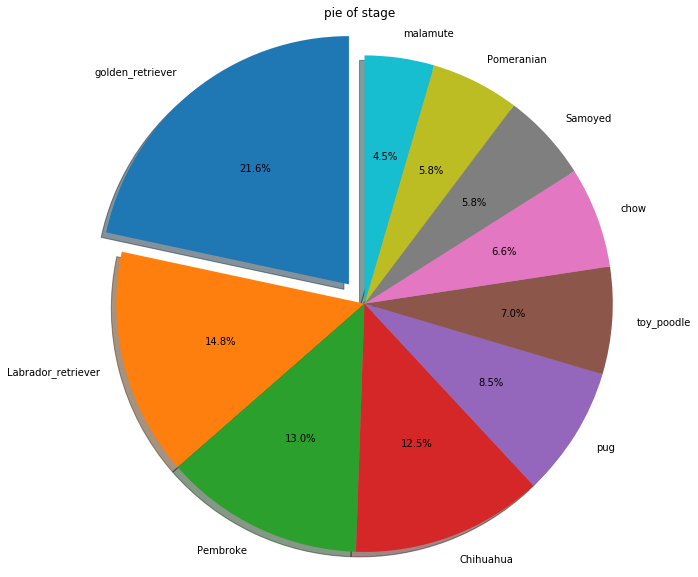 pie of stage
malamute
Pomeranian
golden_retriever
Samoyed
4.5%
21.6%
5.8%
5.8%
chow
6.6%
toy_poodle
7.0%
14.8%
Labrador_retriever
8.5%
13.0%
12.5%
pug
Pembroke
Chihuahua